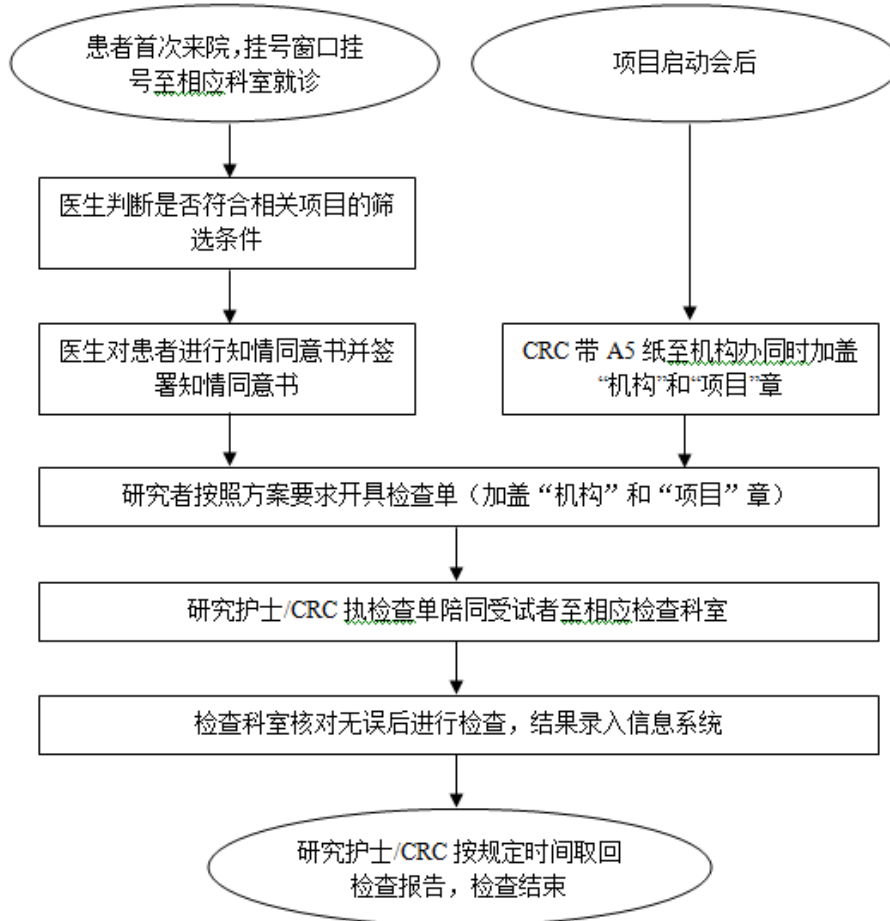 患者首次来院，挂号窗口挂
号至相应科室就诊
项目启动会后
医生判断是否符合相关项目的筛
选条件
医生对患者进行知情同意书并签
署知情同意书
CRC 带 A5 纸至机构办同时加盖
“机构”和“项目”章
研究者按照方案要求开具检查单（加盖“机构”和“项目”章）
研究护士/CRC 执检查单陪同受试者至相应检查科室
检查科室核对无误后进行检查，结果录入信息系统
研究护士/CRC 按规定时间取回
检查报告，检查结束